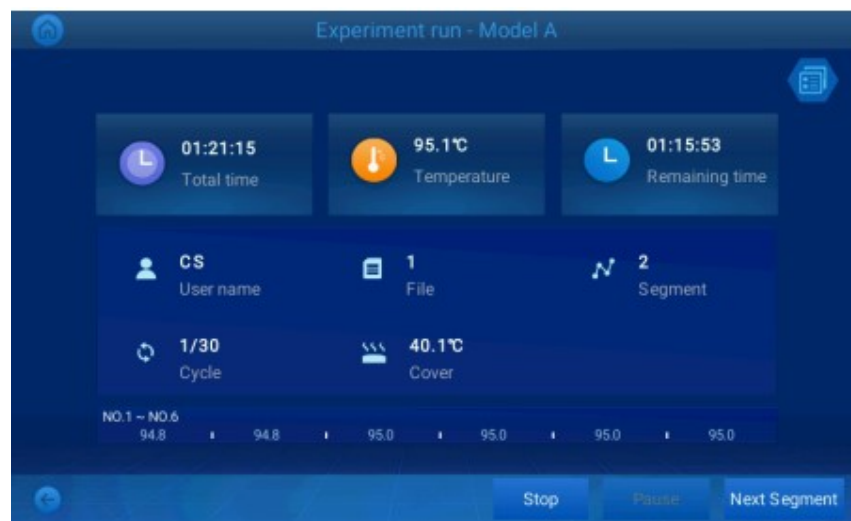 Experiment run - Model A
01:21:15
Total time
95.1℃
Temperature
01:15:53
Remaining time
CS
User name
1
File
2
Segment
1/30
Cycle
40.1℃
Cover
NO.1 ~ NO.6
94.8 94.8 95.0 95.0 95.0 95.0
Stop Pause Next Segment